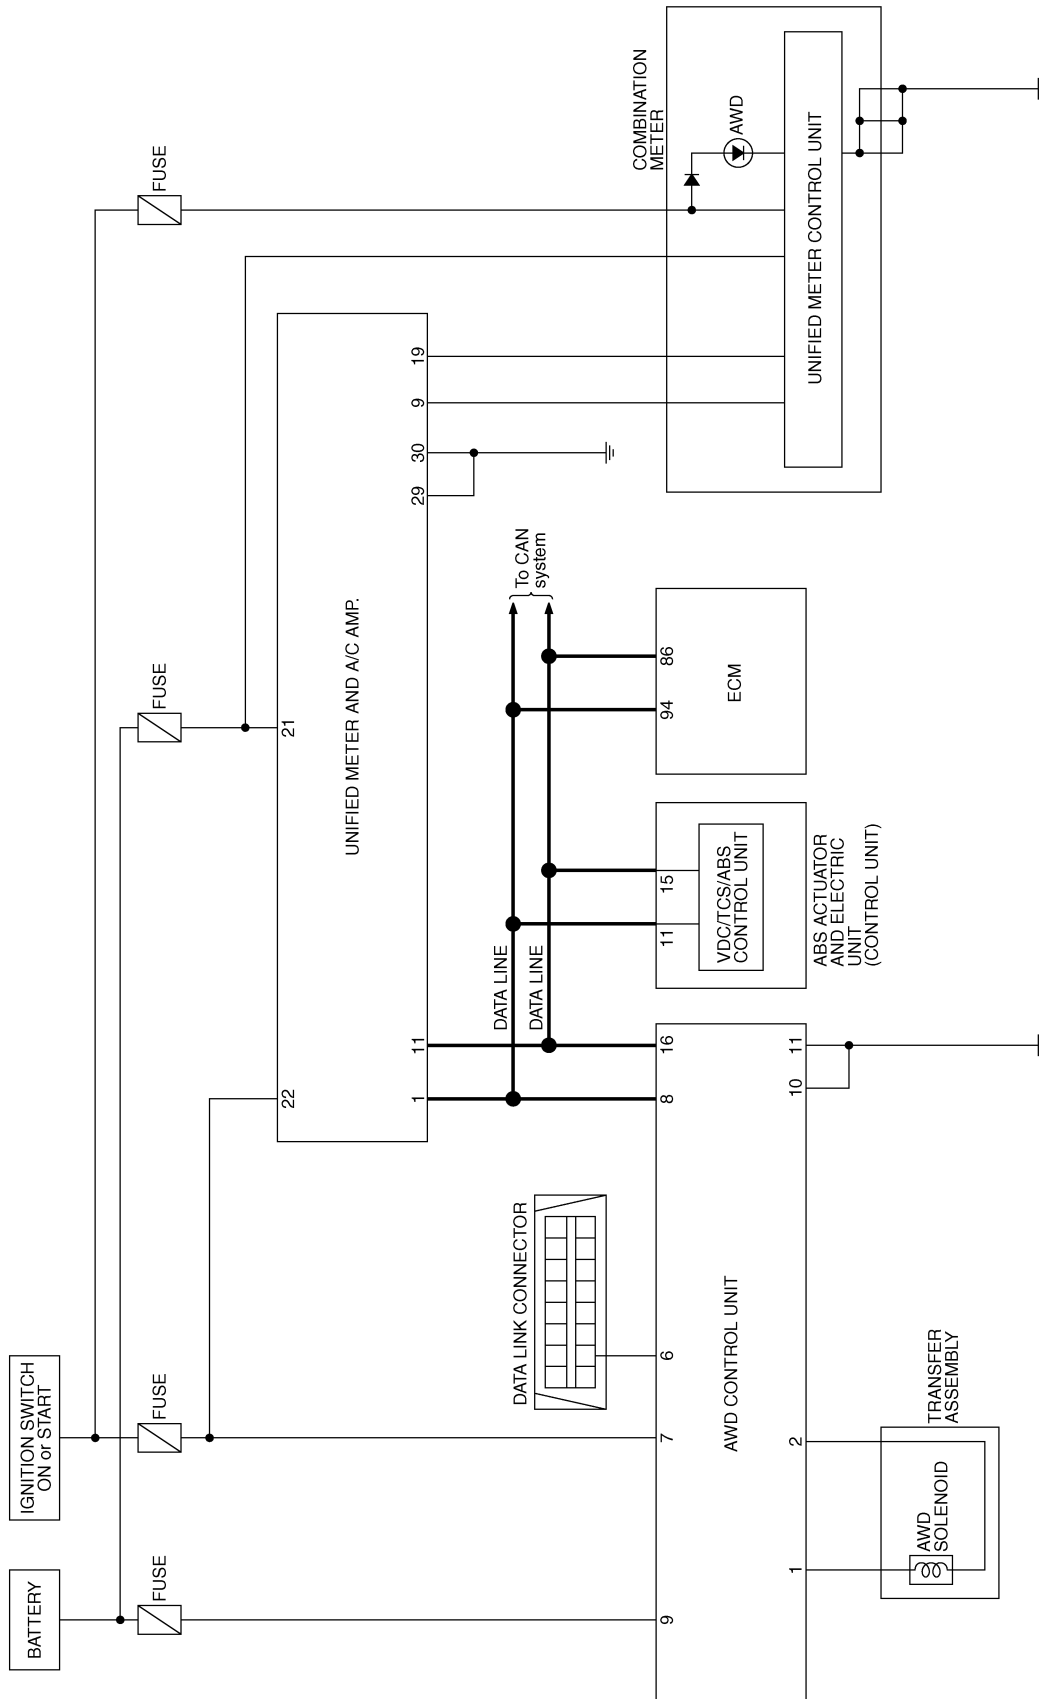 BATTERY
IGNITION SWITCH
ON or START
FUSE
FUSE
FUSE
FUSE
22
21
UNIFIED METER AND A/C AMP.
1
11
29
30
9
19
COMBINATION
METER
AWD
UNIFIED METER CONTROL UNIT
DATA LINK CONNECTOR
DATA LINE
DATA LINE
To CAN
system
9
7
6
8
16
AWD CONTROL UNIT
1
2
10
11
11
15
VDC/TCS/ABS
CONTROL UNIT
ABS ACTUATOR
AND ELECTRIC
UNIT
(CONTROL UNIT)
94
86
ECM
AWD
SOLENOID
TRANSFER
ASSEMBLY